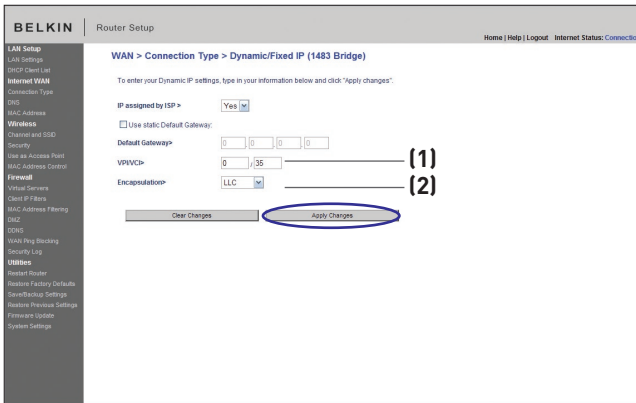 BELKIN
Router Setup
Home | Help | Logout Internet Status: Connectio
LAN Setup
LAN Settings
DHCP Client List
Internet WAN
Connection Type
DNS
MAC Address
Wireless
Channel and SSID
Security
Use as Access Point
MAC Address Control
Firewall
Virtual Servers
Client IP Filters
MAC Address Filtering
DMZ
DDNS
WAN Ping Blocking
Security Log
Utilities
Restart Router
Restore Factory Defaults
Save/Backup Settings
Restore Previous Settings
Firmware Update
System Settings
WAN > Connection Type > Dynamic/Fixed IP (1483 Bridge)
To enter your Dynamic IP settings, type in your information below and click "Apply changes".
IP assigned by ISP > Yes
Use static Default Gateway:
Default Gateway> 0 . 0 . 0 . 0
VPI/VCI> 0 / 35 (1)
Encapsulation> LLC (2)
Clear Changes Apply Changes